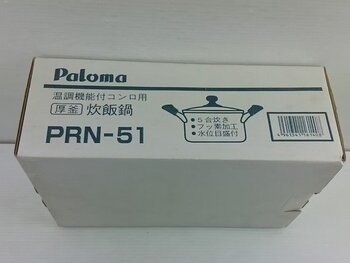 Paloma
温調機能付コンロ用
厚釜 炊飯鍋
PRN-51
●5合炊き
●フッ素加工
●水位目盛付